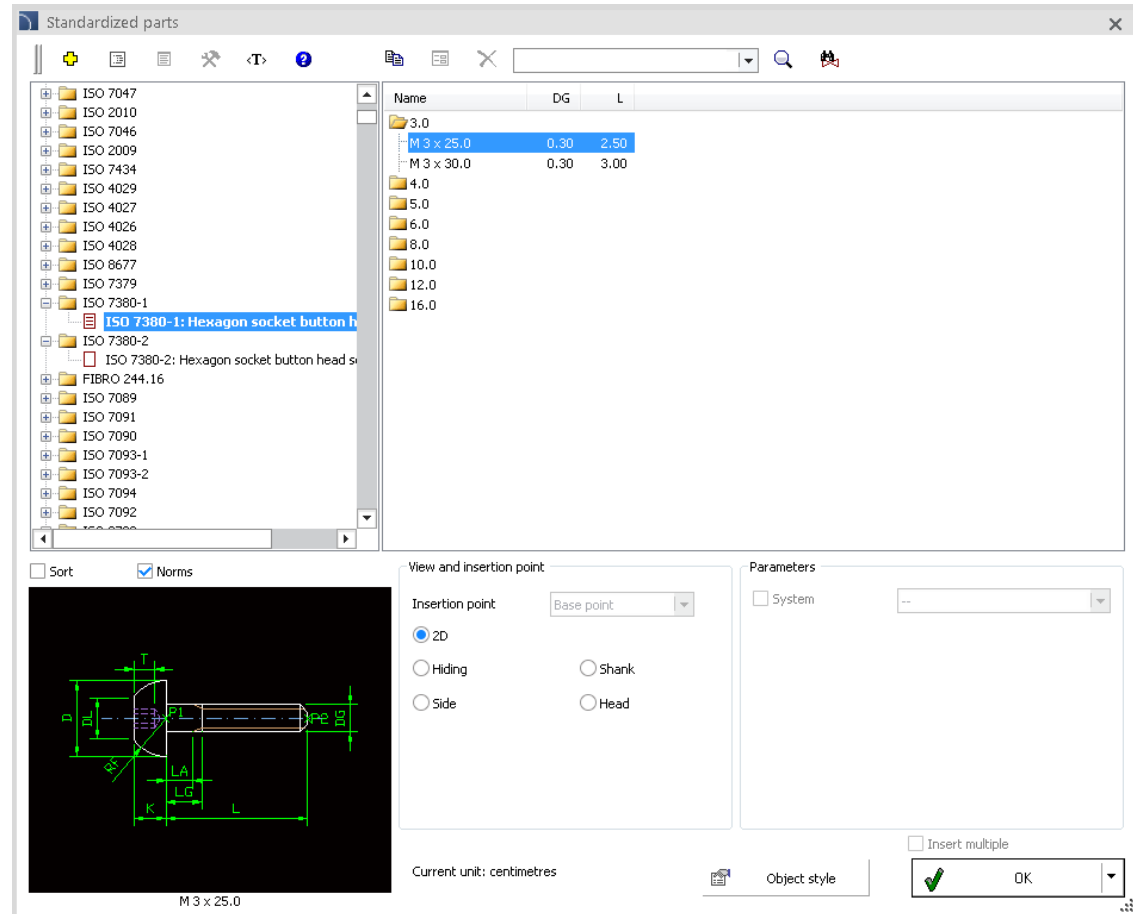 Standardized parts
<T>
ISO 7047
ISO 2010
ISO 7046
ISO 2009
ISO 7434
ISO 4029
ISO 4027
ISO 4026
ISO 4028
ISO 8677
ISO 7379
ISO 7380-1
ISO 7380-1: Hexagon socket button h
ISO 7380-2
ISO 7380-2: Hexagon socket button head s
FIBRO 244.16
ISO 7089
ISO 7091
ISO 7090
ISO 7093-1
ISO 7093-2
ISO 7094
ISO 7092
Name DG L
3.0
M 3 x 25.0 0.30 2.50
M 3 x 30.0 0.30 3.00
4.0
5.0
6.0
8.0
10.0
12.0
16.0
Sort Norms
T
D DL P1 P2 DG
RF
LA
LG
K L
M 3 x 25.0
View and insertion point
Insertion point Base point
2D
Hiding Shank
Side Head
Parameters
System --
Current unit: centimetres
Object style
Insert multiple
OK